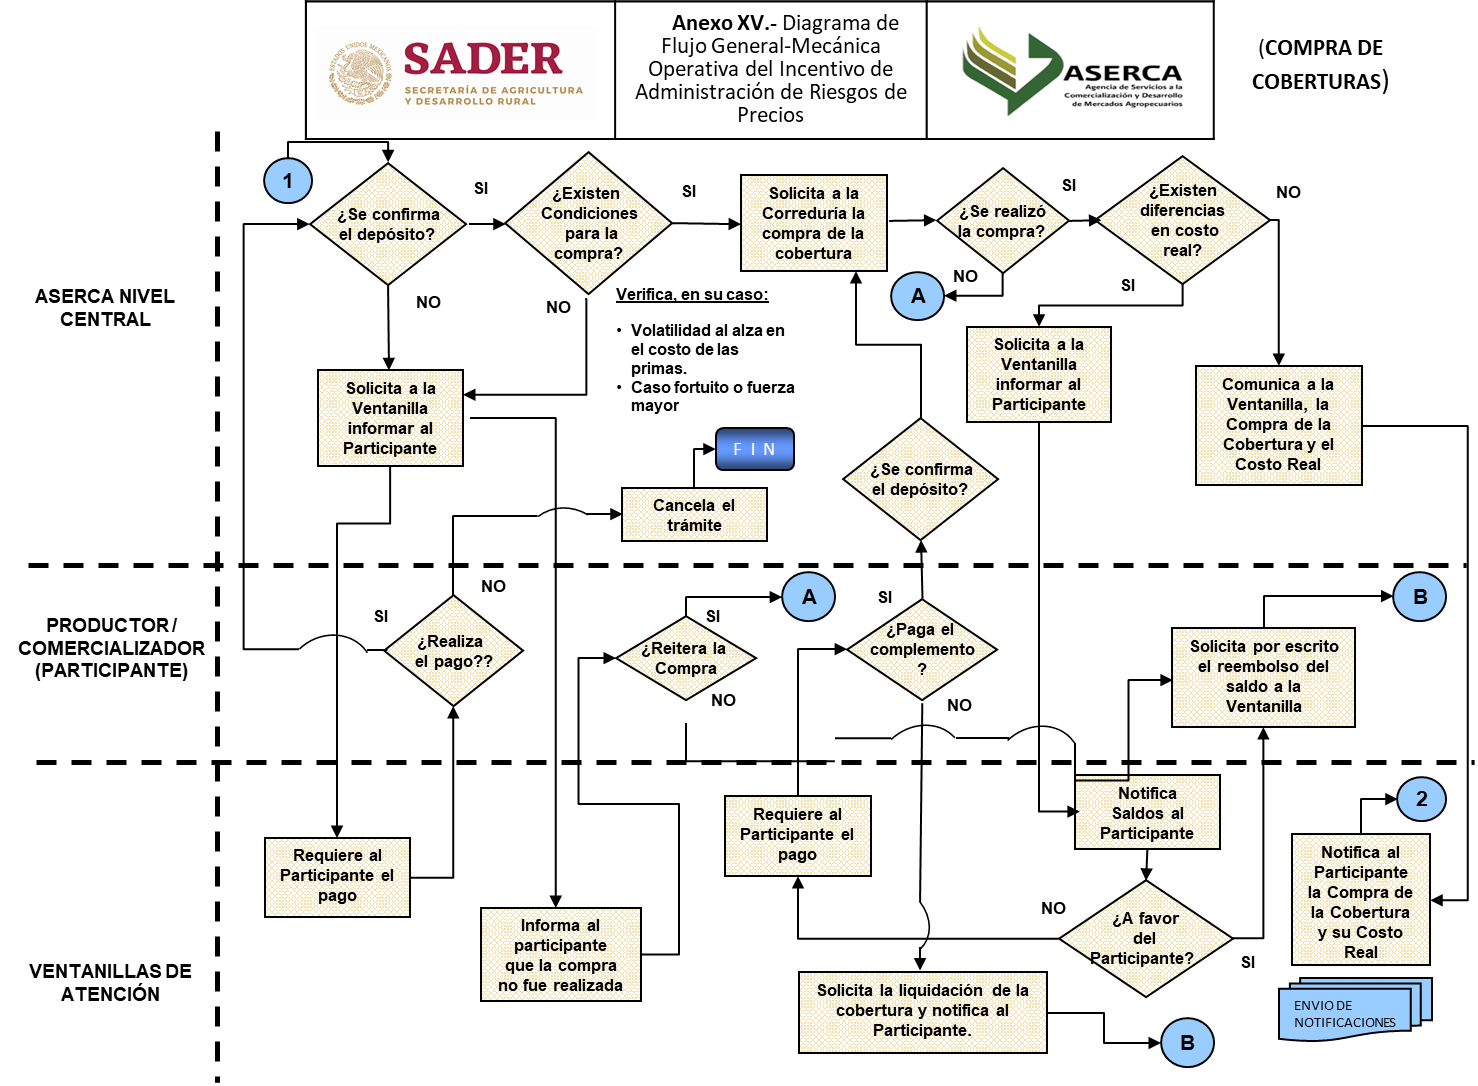 ESTADOS UNIDOS MEXICANOS
SADER
SECRETARÍA DE AGRICULTURA
Y DESARROLLO RURAL
Anexo XV.- Diagrama de
Flujo General-Mecánica
Operativa del Incentivo de
Administración de Riesgos de
Precios
ASERCA
Agencia de Servicios a la
Comercialización y Desarrollo
de Mercados Agropecuarios
(COMPRA DE
COBERTURAS)
ASERCA NIVEL
CENTRAL
1
¿Se confirma
el depósito?
SI
NO
¿Existen
Condiciones
para la
compra?
SI
NO
Verifica, en su caso:
• Volatilidad al alza en
el costo de las
primas.
• Caso fortuito o fuerza
mayor
Solicita a la
Correduría la
compra de la
cobertura
¿Se realizó
la compra?
SI
NO
A
¿Existen
diferencias
en costo
real?
NO
SI
Solicita a la
Ventanilla
informar al
Participante
Solicita a la
Ventanilla
informar al
Participante
Comunica a la
Ventanilla, la
Compra de la
Cobertura y el
Costo Real
F I N
Cancela el
trámite
¿Se confirma
el depósito?
PRODUCTOR /
COMERCIALIZADOR
(PARTICIPANTE)
SI
NO
¿Realiza
el pago??
¿Reitera la
Compra
SI
NO
A
SI
¿Paga el
complemento
?
NO
Solicita por escrito
el reembolso del
saldo a la
Ventanilla
B
VENTANILLAS DE
ATENCIÓN
Requiere al
Participante el
pago
Informa al
participante
que la compra
no fue realizada
Requiere al
Participante el
pago
Notifica
Saldos al
Participante
NO
¿A favor
del
Participante?
SI
Solicita la liquidación de la
cobertura y notifica al
Participante.
B
2
Notifica al
Participante
la Compra de
la Cobertura
y su Costo
Real
ENVIO DE
NOTIFICACIONES